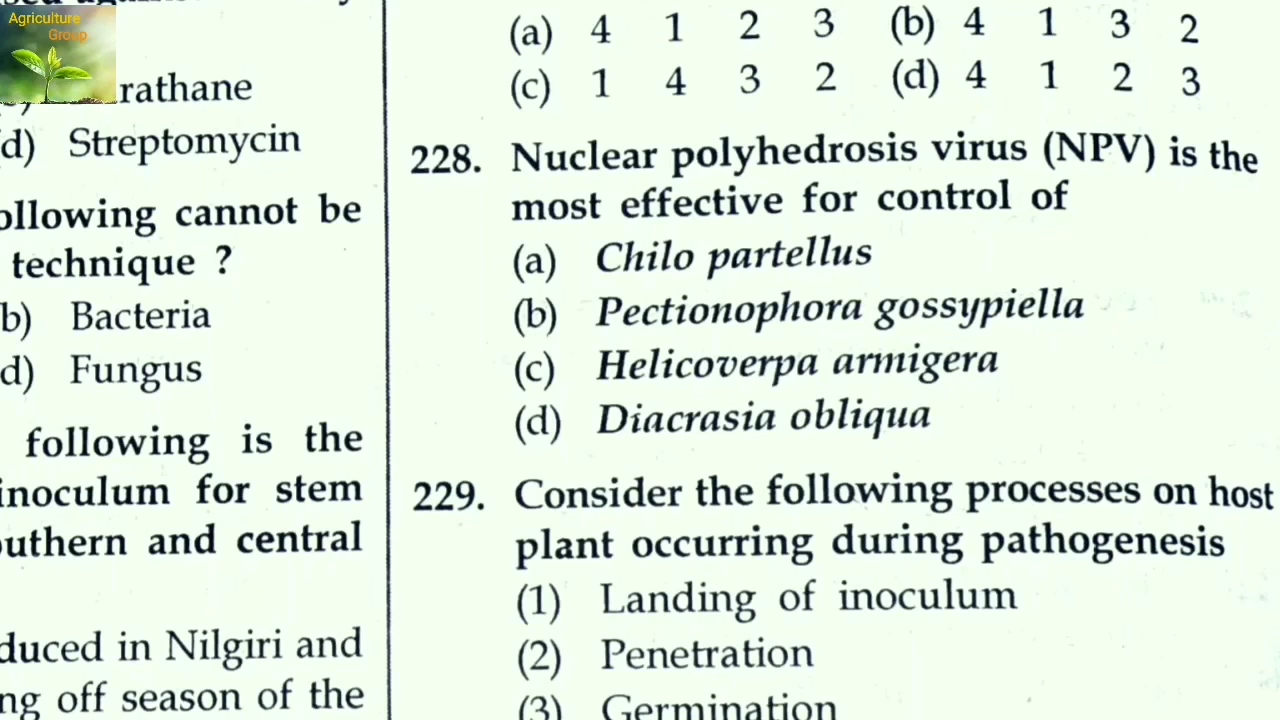 Agriculture
Group
rathane
d) Streptomycin
ollowing cannot be
technique ?
b) Bacteria
d) Fungus
following is the
inoculum for stem
outhern and central
duced in Nilgiri and
ng off season of the
(a) 4 1 2 3 (b) 4 1 3 2
(c) 1 4 3 2 (d) 4 1 2 3
228. Nuclear polyhedrosis virus (NPV) is the
most effective for control of
(a) Chilo partellus
(b) Pectionophora gossypiella
(c) Helicoverpa armigera
(d) Diacrasia obliqua
229. Consider the following processes on host
plant occurring during pathogenesis
(1) Landing of inoculum
(2) Penetration
(3) Germination